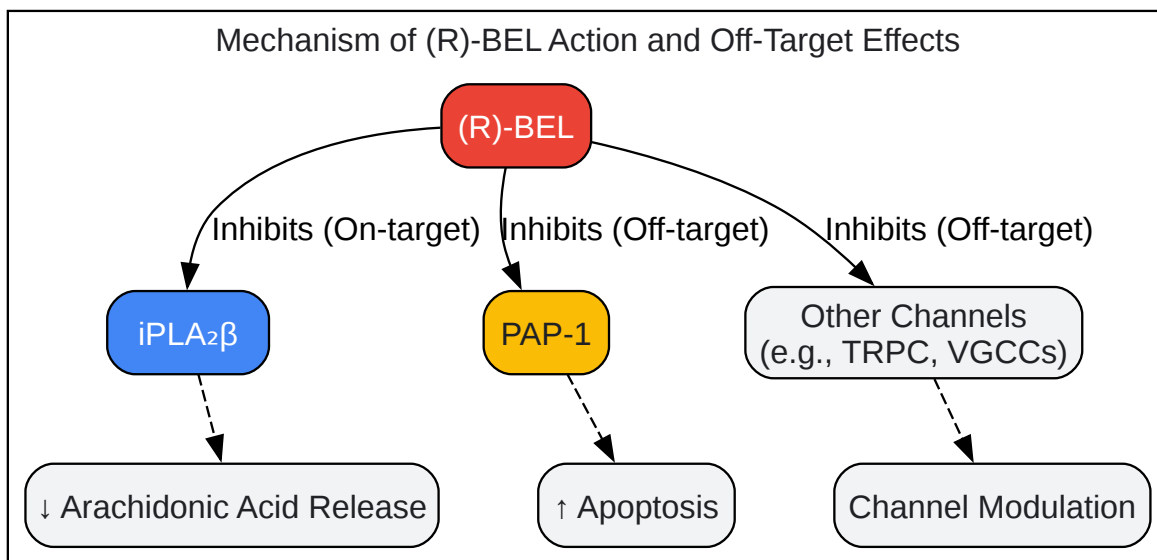 Mechanism of (R)-BEL Action and Off-Target Effects
(R)-BEL
Inhibits (On-target)
Inhibits (Off-target)
Inhibits (Off-target)
iPLA₂β
PAP-1
Other Channels
(e.g., TRPC, VGCCs)
↓ Arachidonic Acid Release
↑ Apoptosis
Channel Modulation